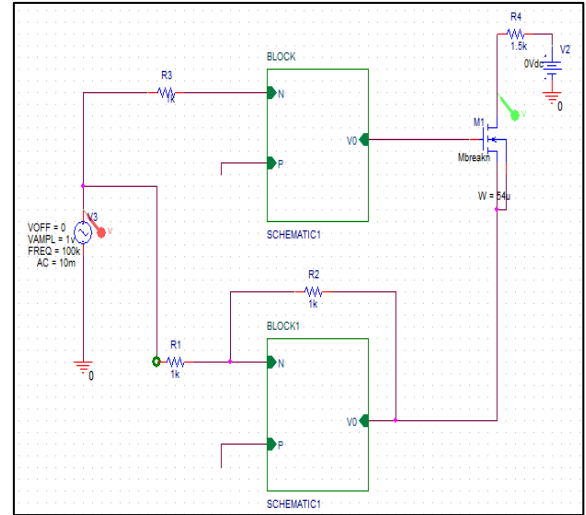 R4
1.5k
V2
0Vdc
0
BLOCK
R3
1k
N
V0
P
M1
Mbreakn
W = 54u
SCHEMATIC1
V
V3
V
VOFF = 0
VAMPL = 1v
FREQ = 100k
AC = 10m
0
R2
1k
BLOCK1
R1
1k
N
V0
P
SCHEMATIC1